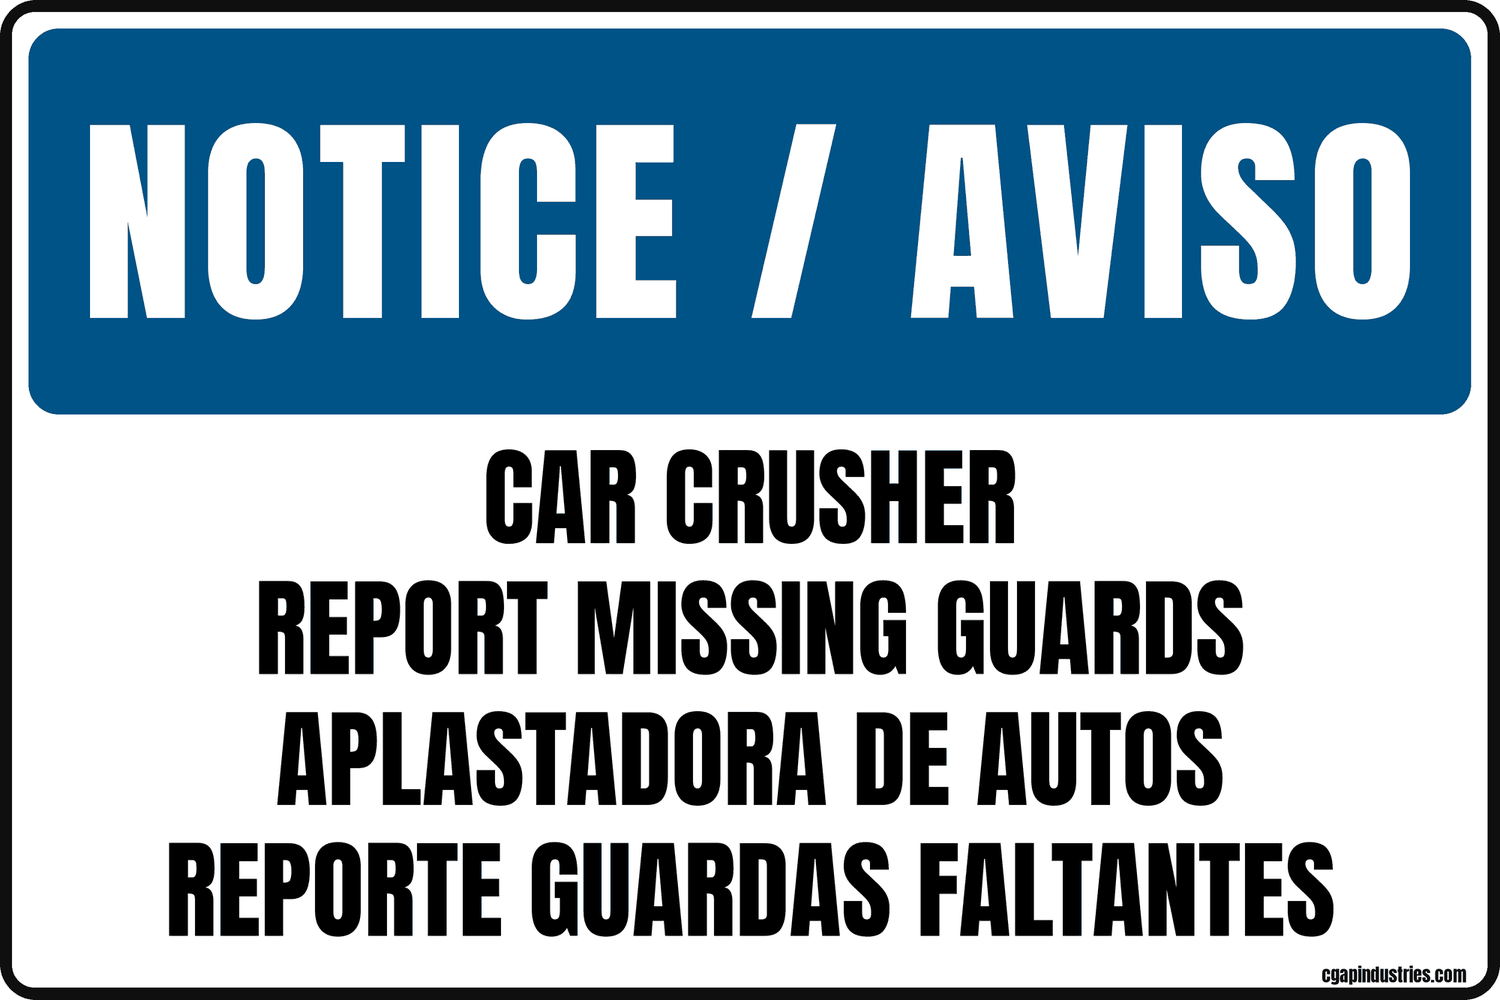 NOTICE / AVISO
CAR CRUSHER
REPORT MISSING GUARDS
APLASTADORA DE AUTOS
REPORTE GUARDAS FALTANTES
cgapindustries.com